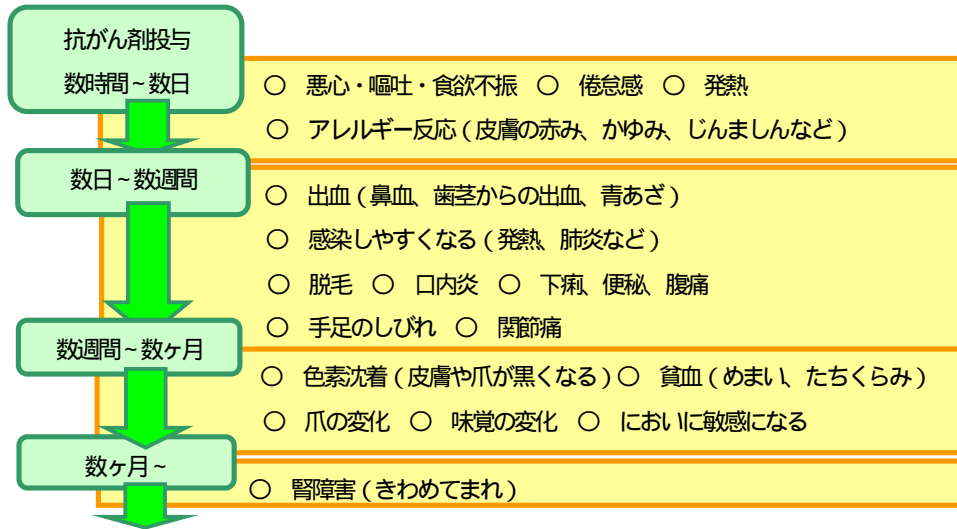 抗がん剤投与
数時間~数日
○ 悪心・嘔吐・食欲不振 ○ 倦怠感 ○ 発熱
○ アレルギー反応(皮膚の赤み、かゆみ、じんましんなど)
数日~数週間
○ 出血(鼻血、歯茎からの出血、青あざ)
○ 感染しやすくなる(発熱、肺炎など)
○ 脱毛 ○ 口内炎 ○ 下痢、便秘、腹痛
○ 手足のしびれ ○ 関節痛
数週間~数ヶ月
○ 色素沈着(皮膚や爪が黒くなる)○ 貧血(めまい、たちくらみ)
○ 爪の変化 ○ 味覚の変化 ○ においに敏感になる
数ヶ月~
○ 腎障害(きわめてまれ)